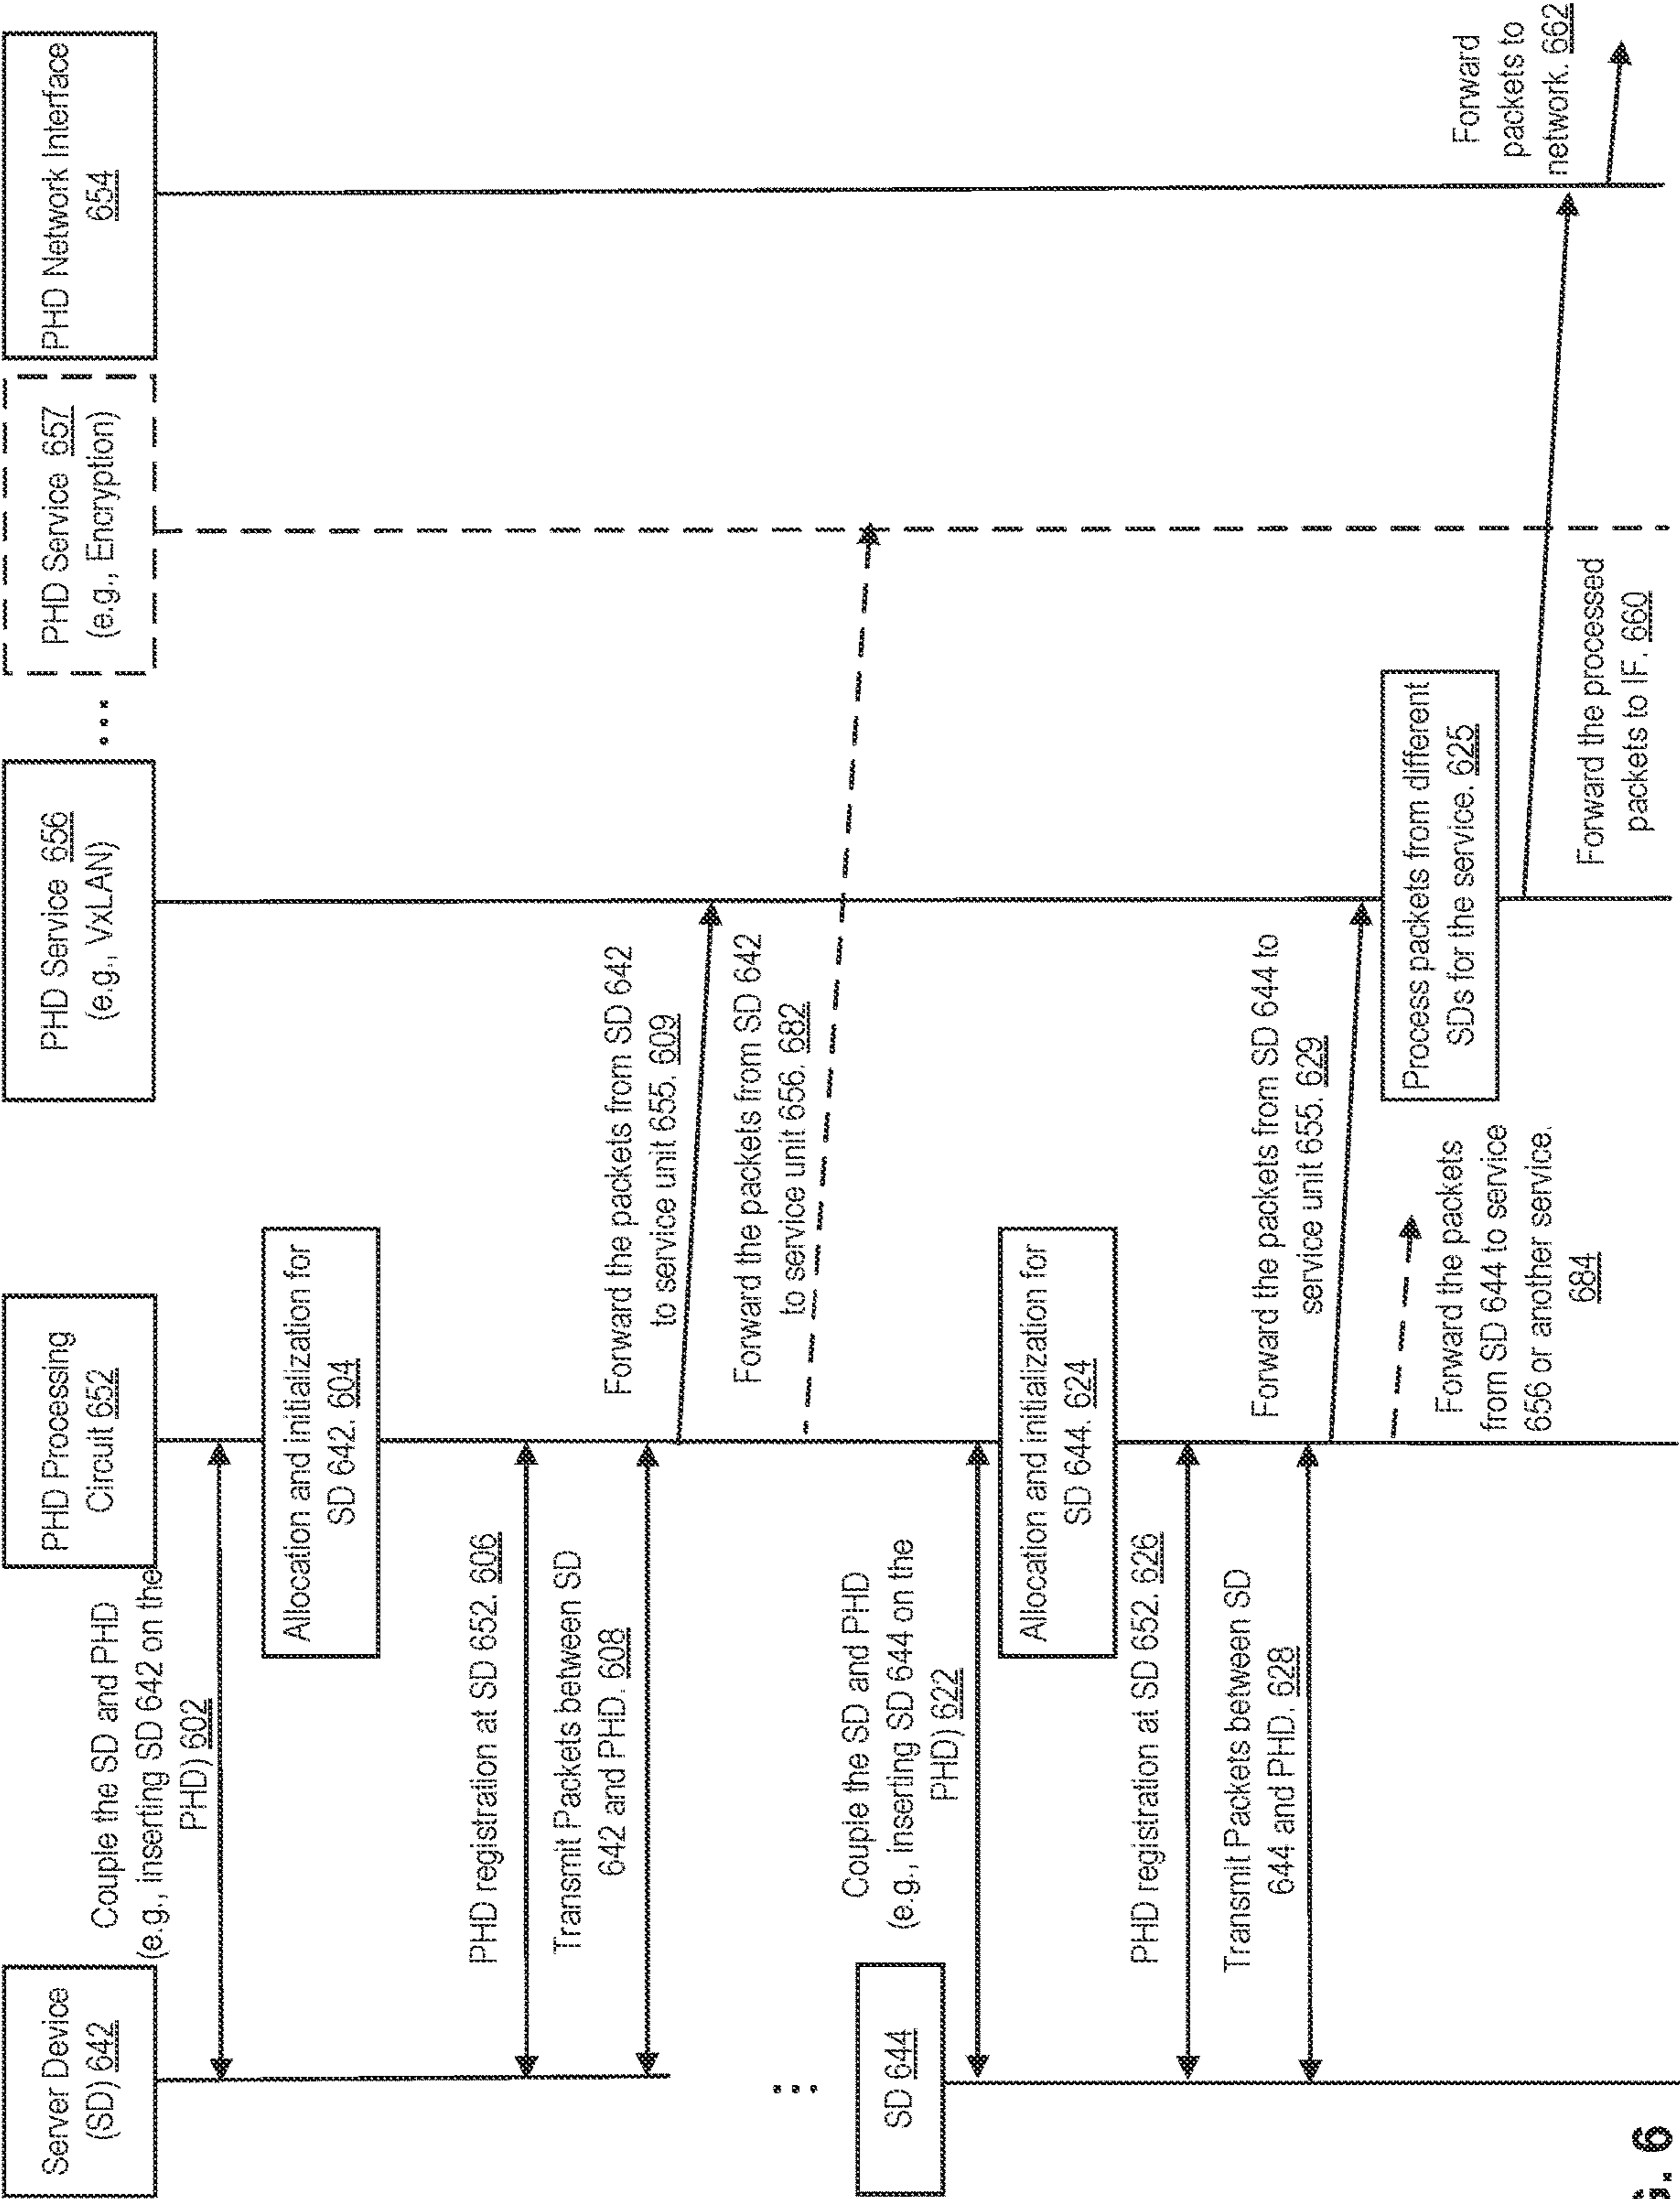 Server Device
(SD) 642
PHD Processing
Circuit 652
PHD Service 656
(e.g., VxLAN)
...
PHD Service 657
(e.g., Encryption)
PHD Network Interface
654
Couple the SD and PHD
(e.g., inserting SD 642 on the
PHD) 602
Allocation and initialization for
SD 642. 604
PHD registration at SD 652. 606
Transmit Packets between SD
642 and PHD. 608
Forward the packets from SD 642
to service unit 655. 609
Forward the packets from SD 642
to service unit 656. 682
...
SD 644
Couple the SD and PHD
(e.g., inserting SD 644 on the
PHD) 622
Allocation and initialization for
SD 644. 624
PHD registration at SD 652. 626
Transmit Packets between SD
644 and PHD. 628
Forward the packets from SD 644 to
service unit 655. 629
Forward the packets
from SD 644 to service
656 or another service.
684
Process packets from different
SDs for the service. 625
Forward the processed
packets to IF. 660
Forward
packets to
network. 662
G. 6